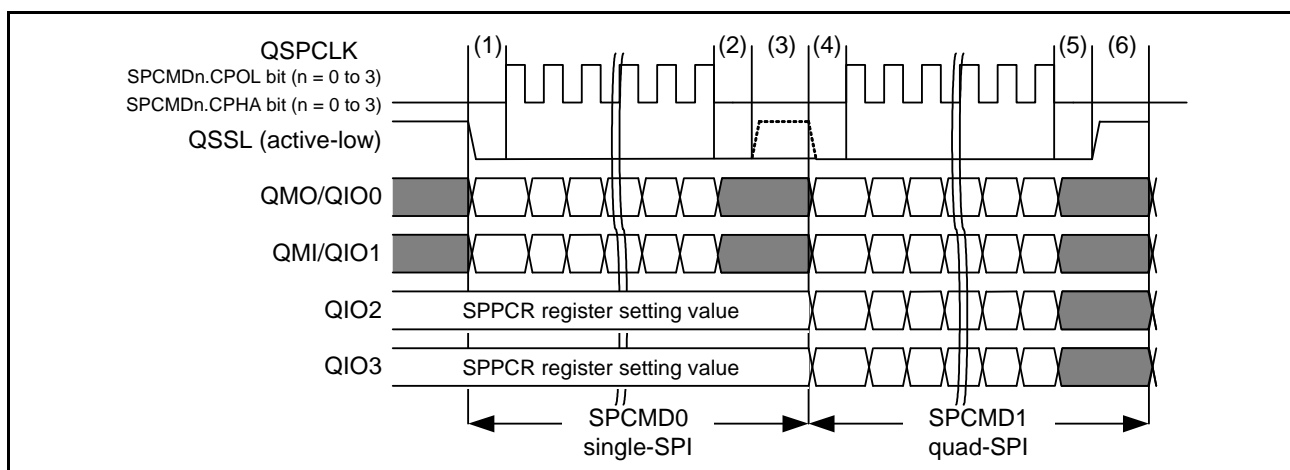 (1) (2) (3) (4) (5) (6)
QSPCLK
SPCMDn.CPOL bit (n = 0 to 3)
SPCMDn.CPHA bit (n = 0 to 3)
QSSL (active-low)
QMO/QIO0
QMI/QIO1
QIO2 SPPCR register setting value
QIO3 SPPCR register setting value
SPCMD0 SPCMD1
single-SPI quad-SPI